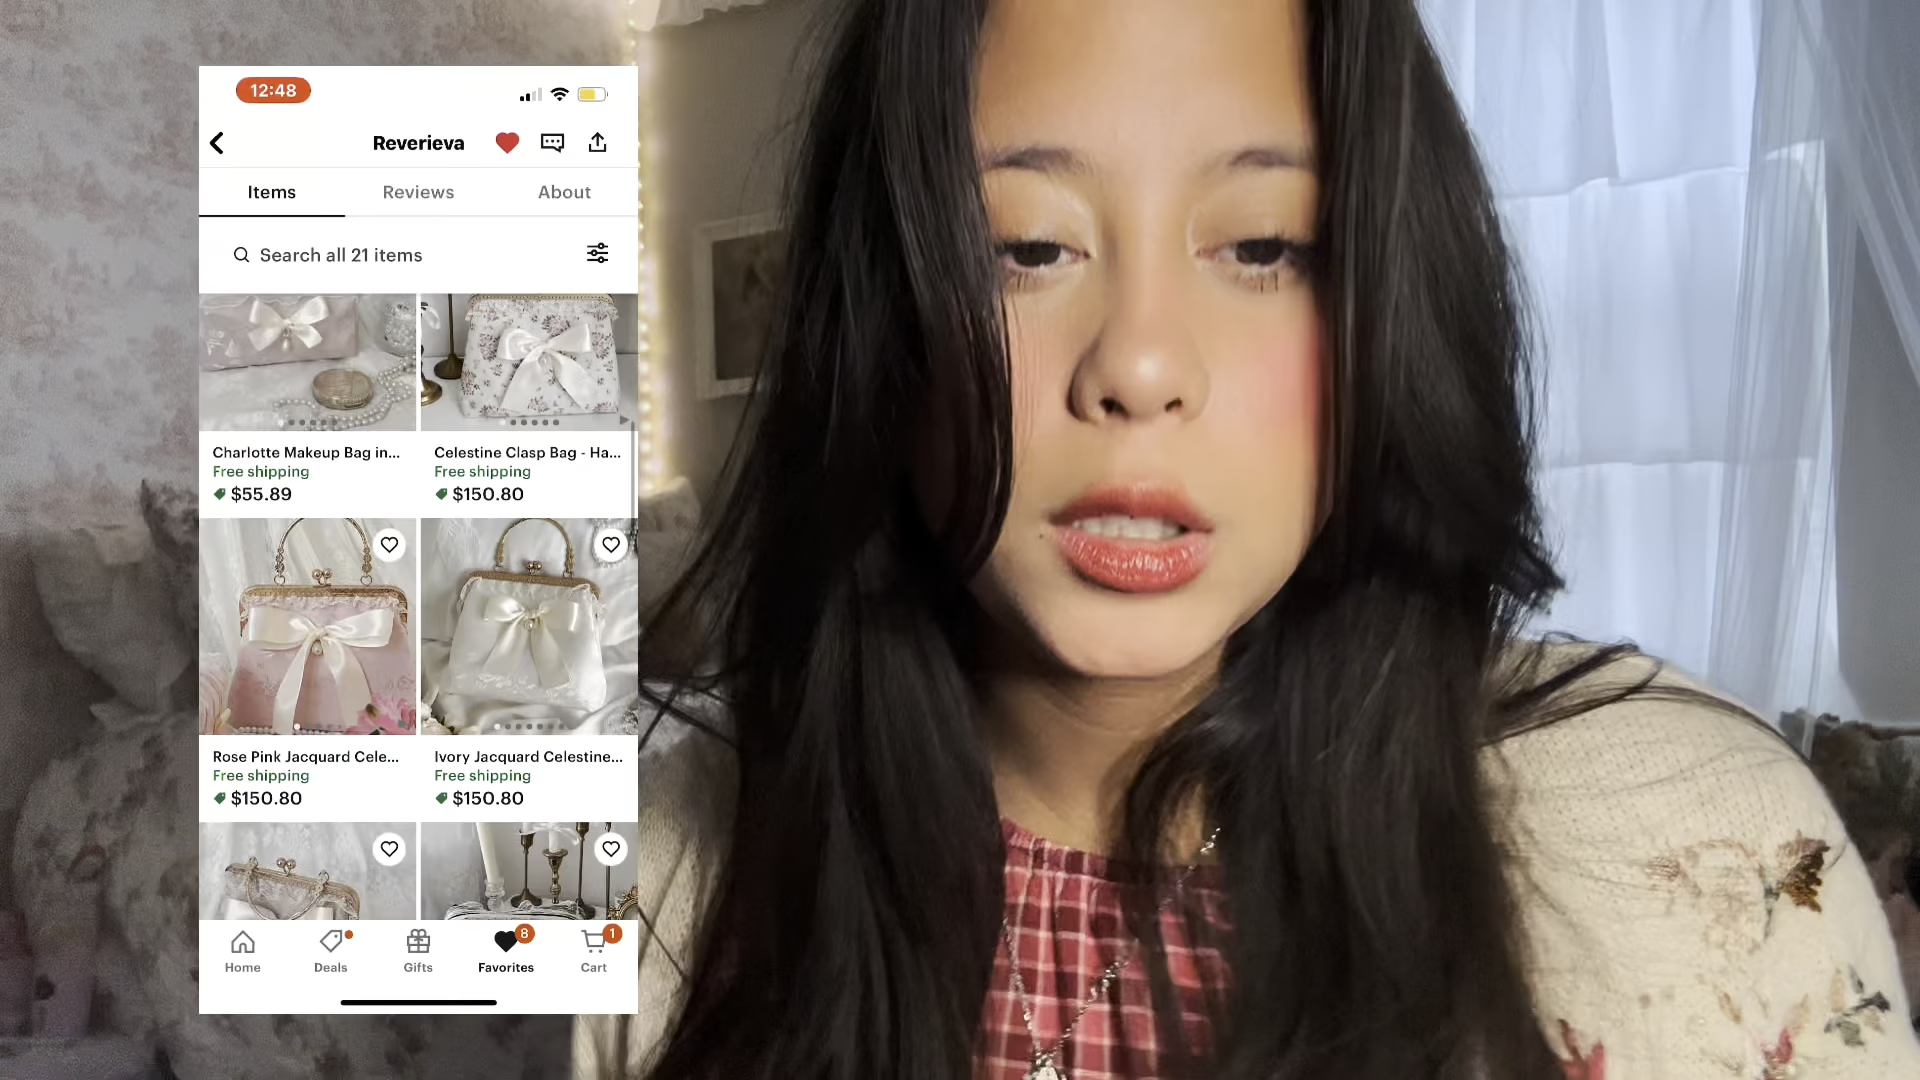 12:48
Reverieva
Items Reviews About
Search all 21 items
Charlotte Makeup Bag in... Celestine Clasp Bag - Ha...
Free shipping Free shipping
$55.89 $150.80
Rose Pink Jacquard Cele... Ivory Jacquard Celestine...
Free shipping Free shipping
$150.80 $150.80
8 1
Home Deals Gifts Favorites Cart